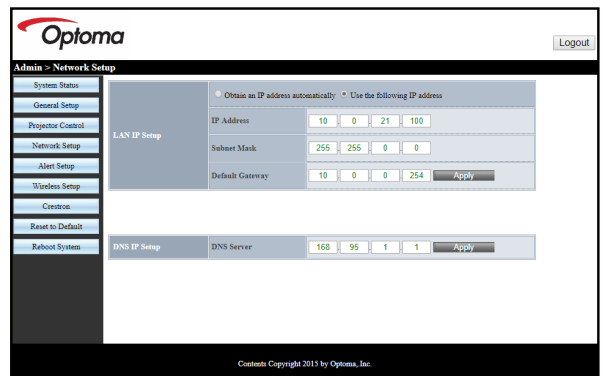 Optoma
Logout
Admin > Network Setup
System Status
General Setup
Projector Control
Network Setup
Alert Setup
Wireless Setup
Crestron
Reset to Default
Reboot System
LAN IP Setup
Obtain an IP address automatically Use the following IP address
IP Address 10 . 0 . 21 . 100
Subnet Mask 255 . 255 . 0 . 0
Default Gateway 10 . 0 . 0 . 254 Apply
DNS IP Setup DNS Server 168 . 95 . 1 . 1 Apply
Contents Copyright 2015 by Optoma, Inc.